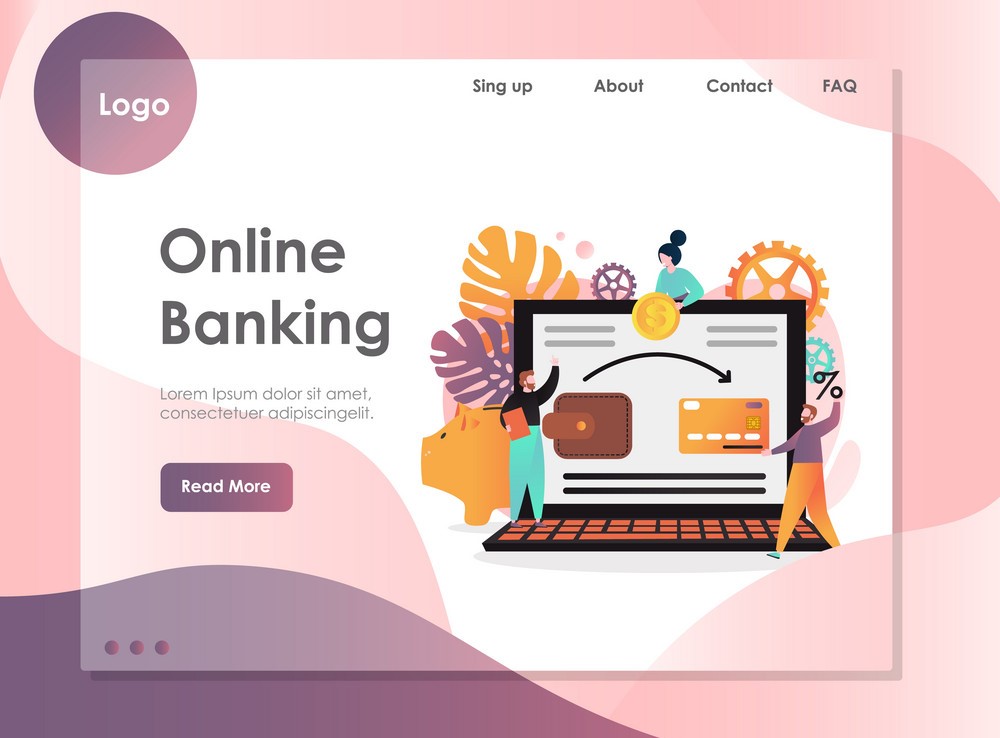 Logo
Sing up About Contact FAQ
Online
Banking
Lorem Ipsum dolor sit amet,
consectetuer adipiscingelit.
Read More
$
%